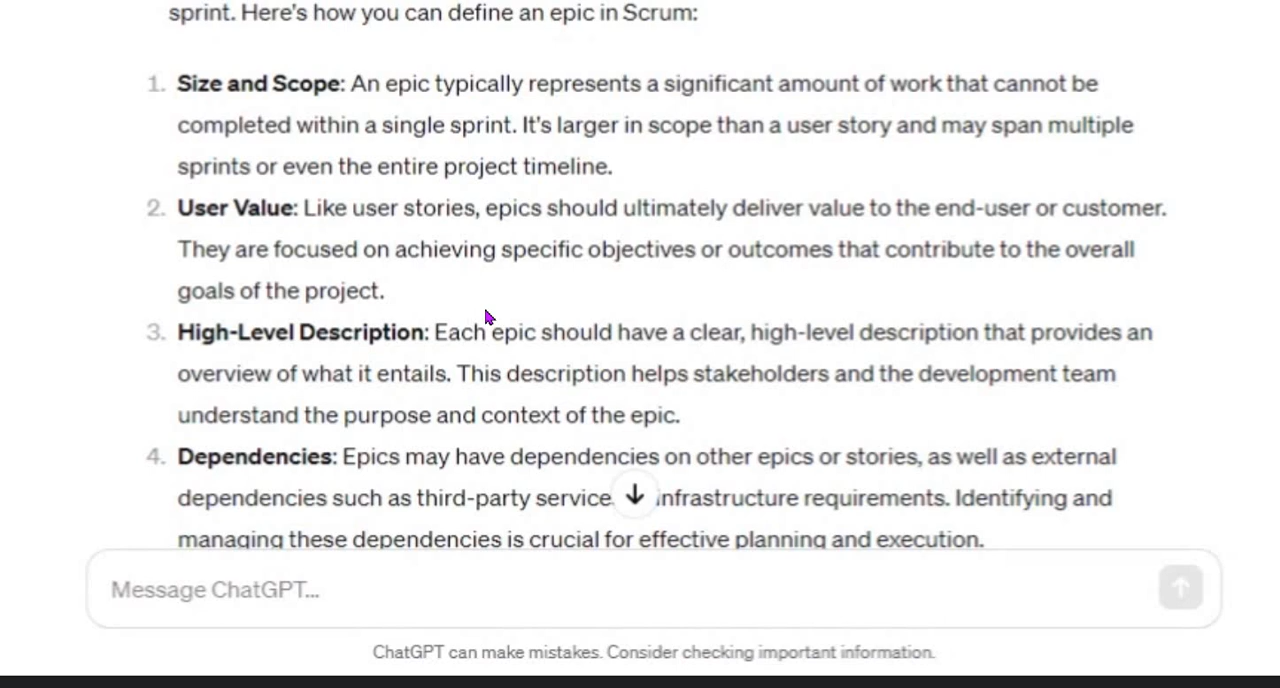 sprint. Here's how you can define an epic in Scrum:
1. Size and Scope: An epic typically represents a significant amount of work that cannot be
completed within a single sprint. It's larger in scope than a user story and may span multiple
sprints or even the entire project timeline.
2. User Value: Like user stories, epics should ultimately deliver value to the end-user or customer.
They are focused on achieving specific objectives or outcomes that contribute to the overall
goals of the project.
3. High-Level Description: Each epic should have a clear, high-level description that provides an
overview of what it entails. This description helps stakeholders and the development team
understand the purpose and context of the epic.
4. Dependencies: Epics may have dependencies on other epics or stories, as well as external
dependencies such as third-party service infrastructure requirements. Identifying and
managing these dependencies is crucial for effective planning and execution.
Message ChatGPT...
ChatGPT can make mistakes. Consider checking important information.